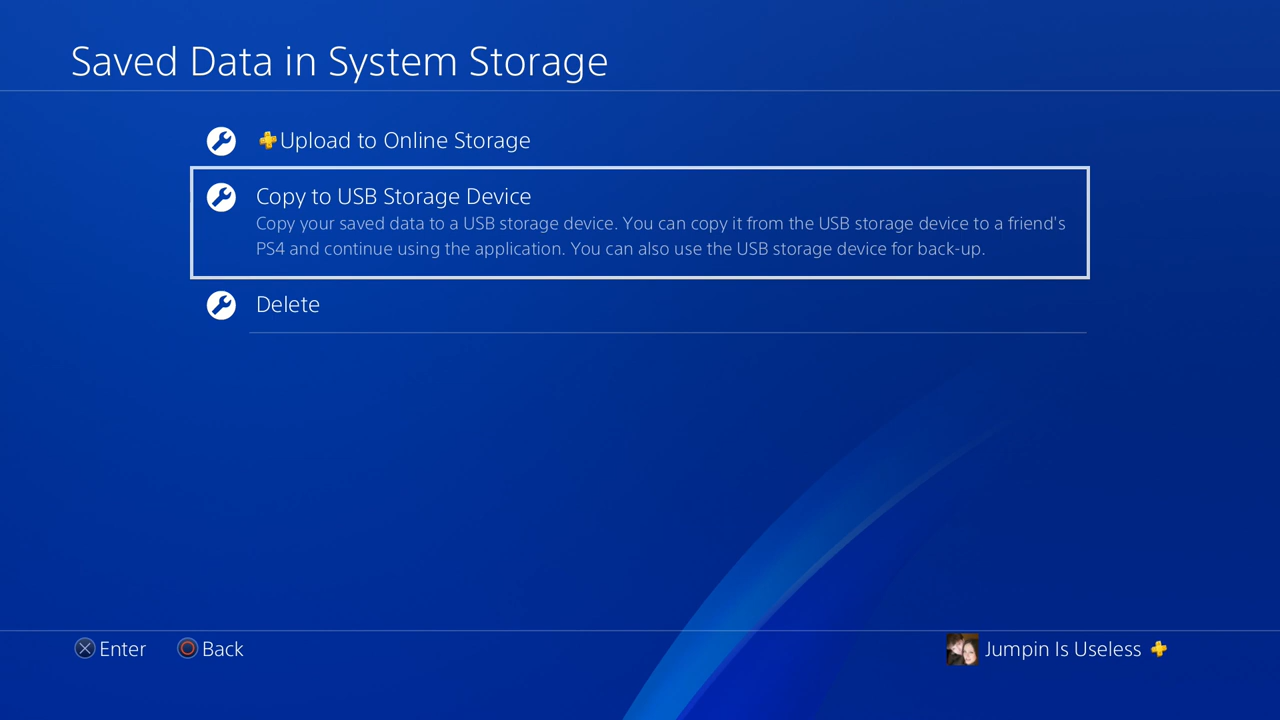 Saved Data in System Storage
Upload to Online Storage
Copy to USB Storage Device
Copy your saved data to a USB storage device. You can copy it from the USB storage device to a friend's
PS4 and continue using the application. You can also use the USB storage device for back-up.
Delete
Enter
Back
Jumpin Is Useless